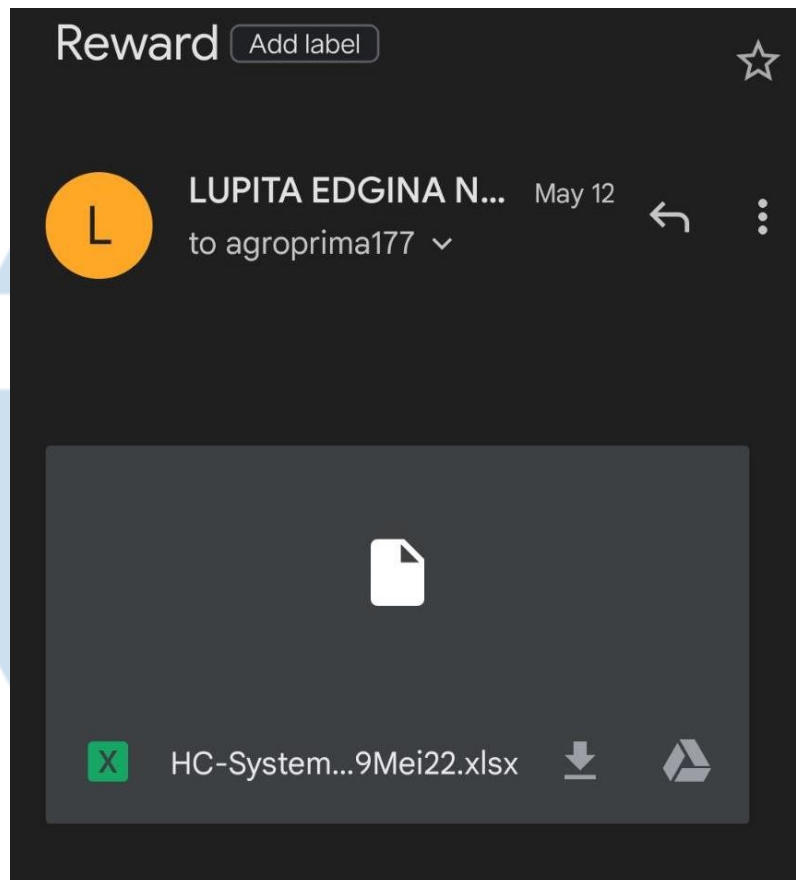 Reward Add label
L
LUPITA EDGINA N... May 12
to agroprima177
X HC-System...9Mei22.xlsx